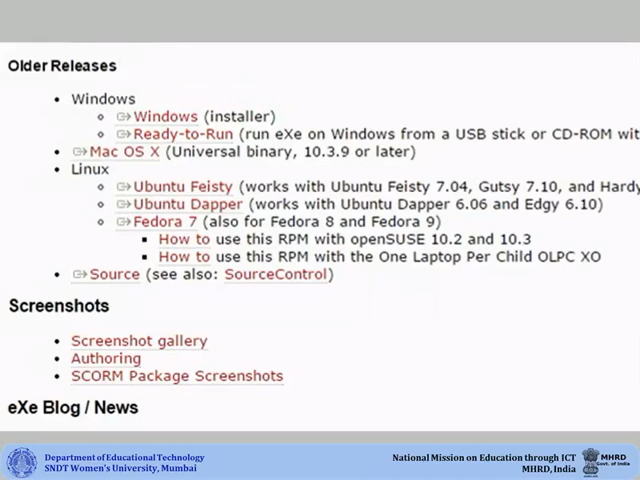 Older Releases
Windows
Windows (installer)
Ready-to-Run (run eXe on Windows from a USB stick or CD-ROM wit
Mac OS X (Universal binary, 10.3.9 or later)
Linux
Ubuntu Feisty (works with Ubuntu Feisty 7.04, Gutsy 7.10, and Hardy
Ubuntu Dapper (works with Ubuntu Dapper 6.06 and Edgy 6.10)
Fedora 7 (also for Fedora 8 and Fedora 9)
How to use this RPM with openSUSE 10.2 and 10.3
How to use this RPM with the One Laptop Per Child OLPC XO
Source (see also: SourceControl)
Screenshots
Screenshot gallery
Authoring
SCORM Package Screenshots
eXe Blog / News
Department of Educational Technology
SNDT Women's University, Mumbai
National Mission on Education through ICT
MHRD, India
MHRD
Govt. of India